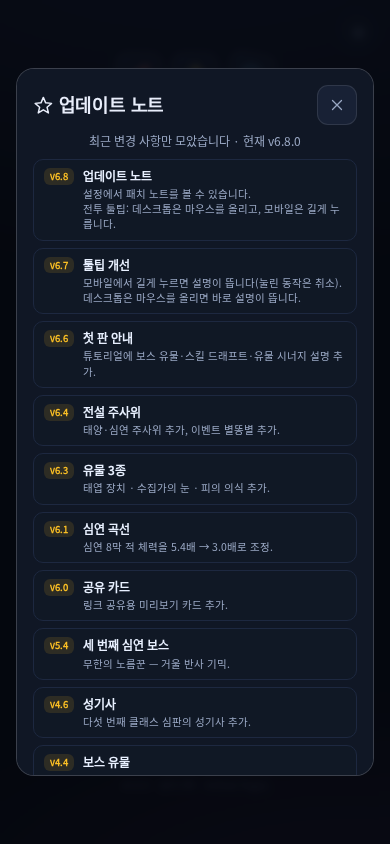 업데이트 노트
최근 변경 사항만 모았습니다 · 현재 v6.8.0
v6.8 업데이트 노트
설정에서 패치 노트를 볼 수 있습니다.
전투 툴팁: 데스크톱은 마우스를 올리고, 모바일은 길게 누
릅니다.
v6.7 툴팁 개선
모바일에서 길게 누르면 설명이 뜹니다(눌린 동작은 취소).
데스크톱은 마우스를 올리면 바로 설명이 뜹니다.
v6.6 첫 판 안내
튜토리얼에 보스 유물·스킬 드래프트·유물 시너지 설명 추
가.
v6.4 전설 주사위
태양·심연 주사위 추가, 이벤트 별똥별 추가.
v6.3 유물 3종
태엽 장치 · 수집가의 눈 · 피의 의식 추가.
v6.1 심연 곡선
심연 8막 적 체력을 5.4배 → 3.0배로 조정.
v6.0 공유 카드
링크 공유용 미리보기 카드 추가.
v5.4 세 번째 심연 보스
무한의 노름꾼 — 거울 반사 기믹.
v4.6 성기사
다섯 번째 클래스 심판의 성기사 추가.
v4.4 보스 유물